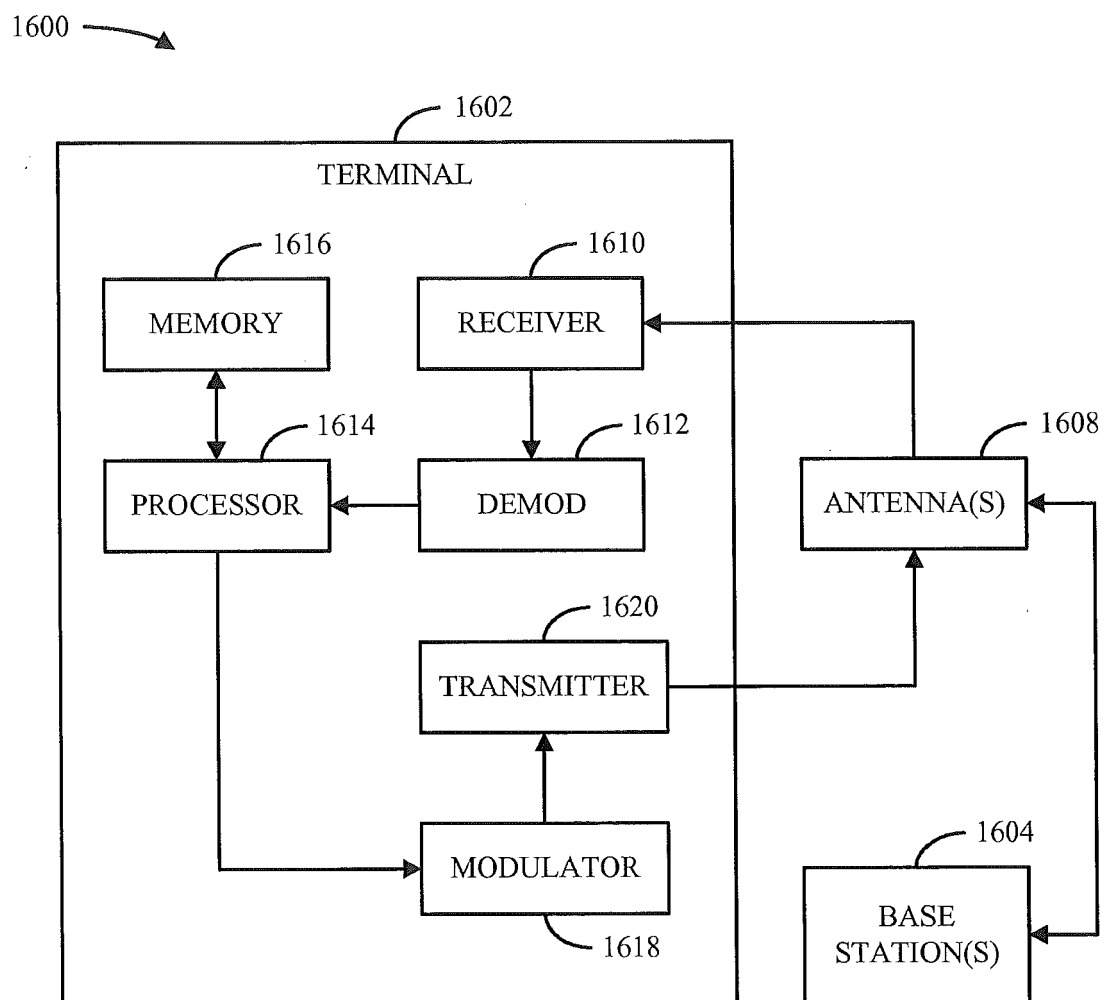 1600
1602
TERMINAL
1616
1610
MEMORY
RECEIVER
1614
1612
1608
PROCESSOR
DEMOD
ANTENNA(S)
1620
TRANSMITTER
1604
MODULATOR
BASE
STATION(S)
1618